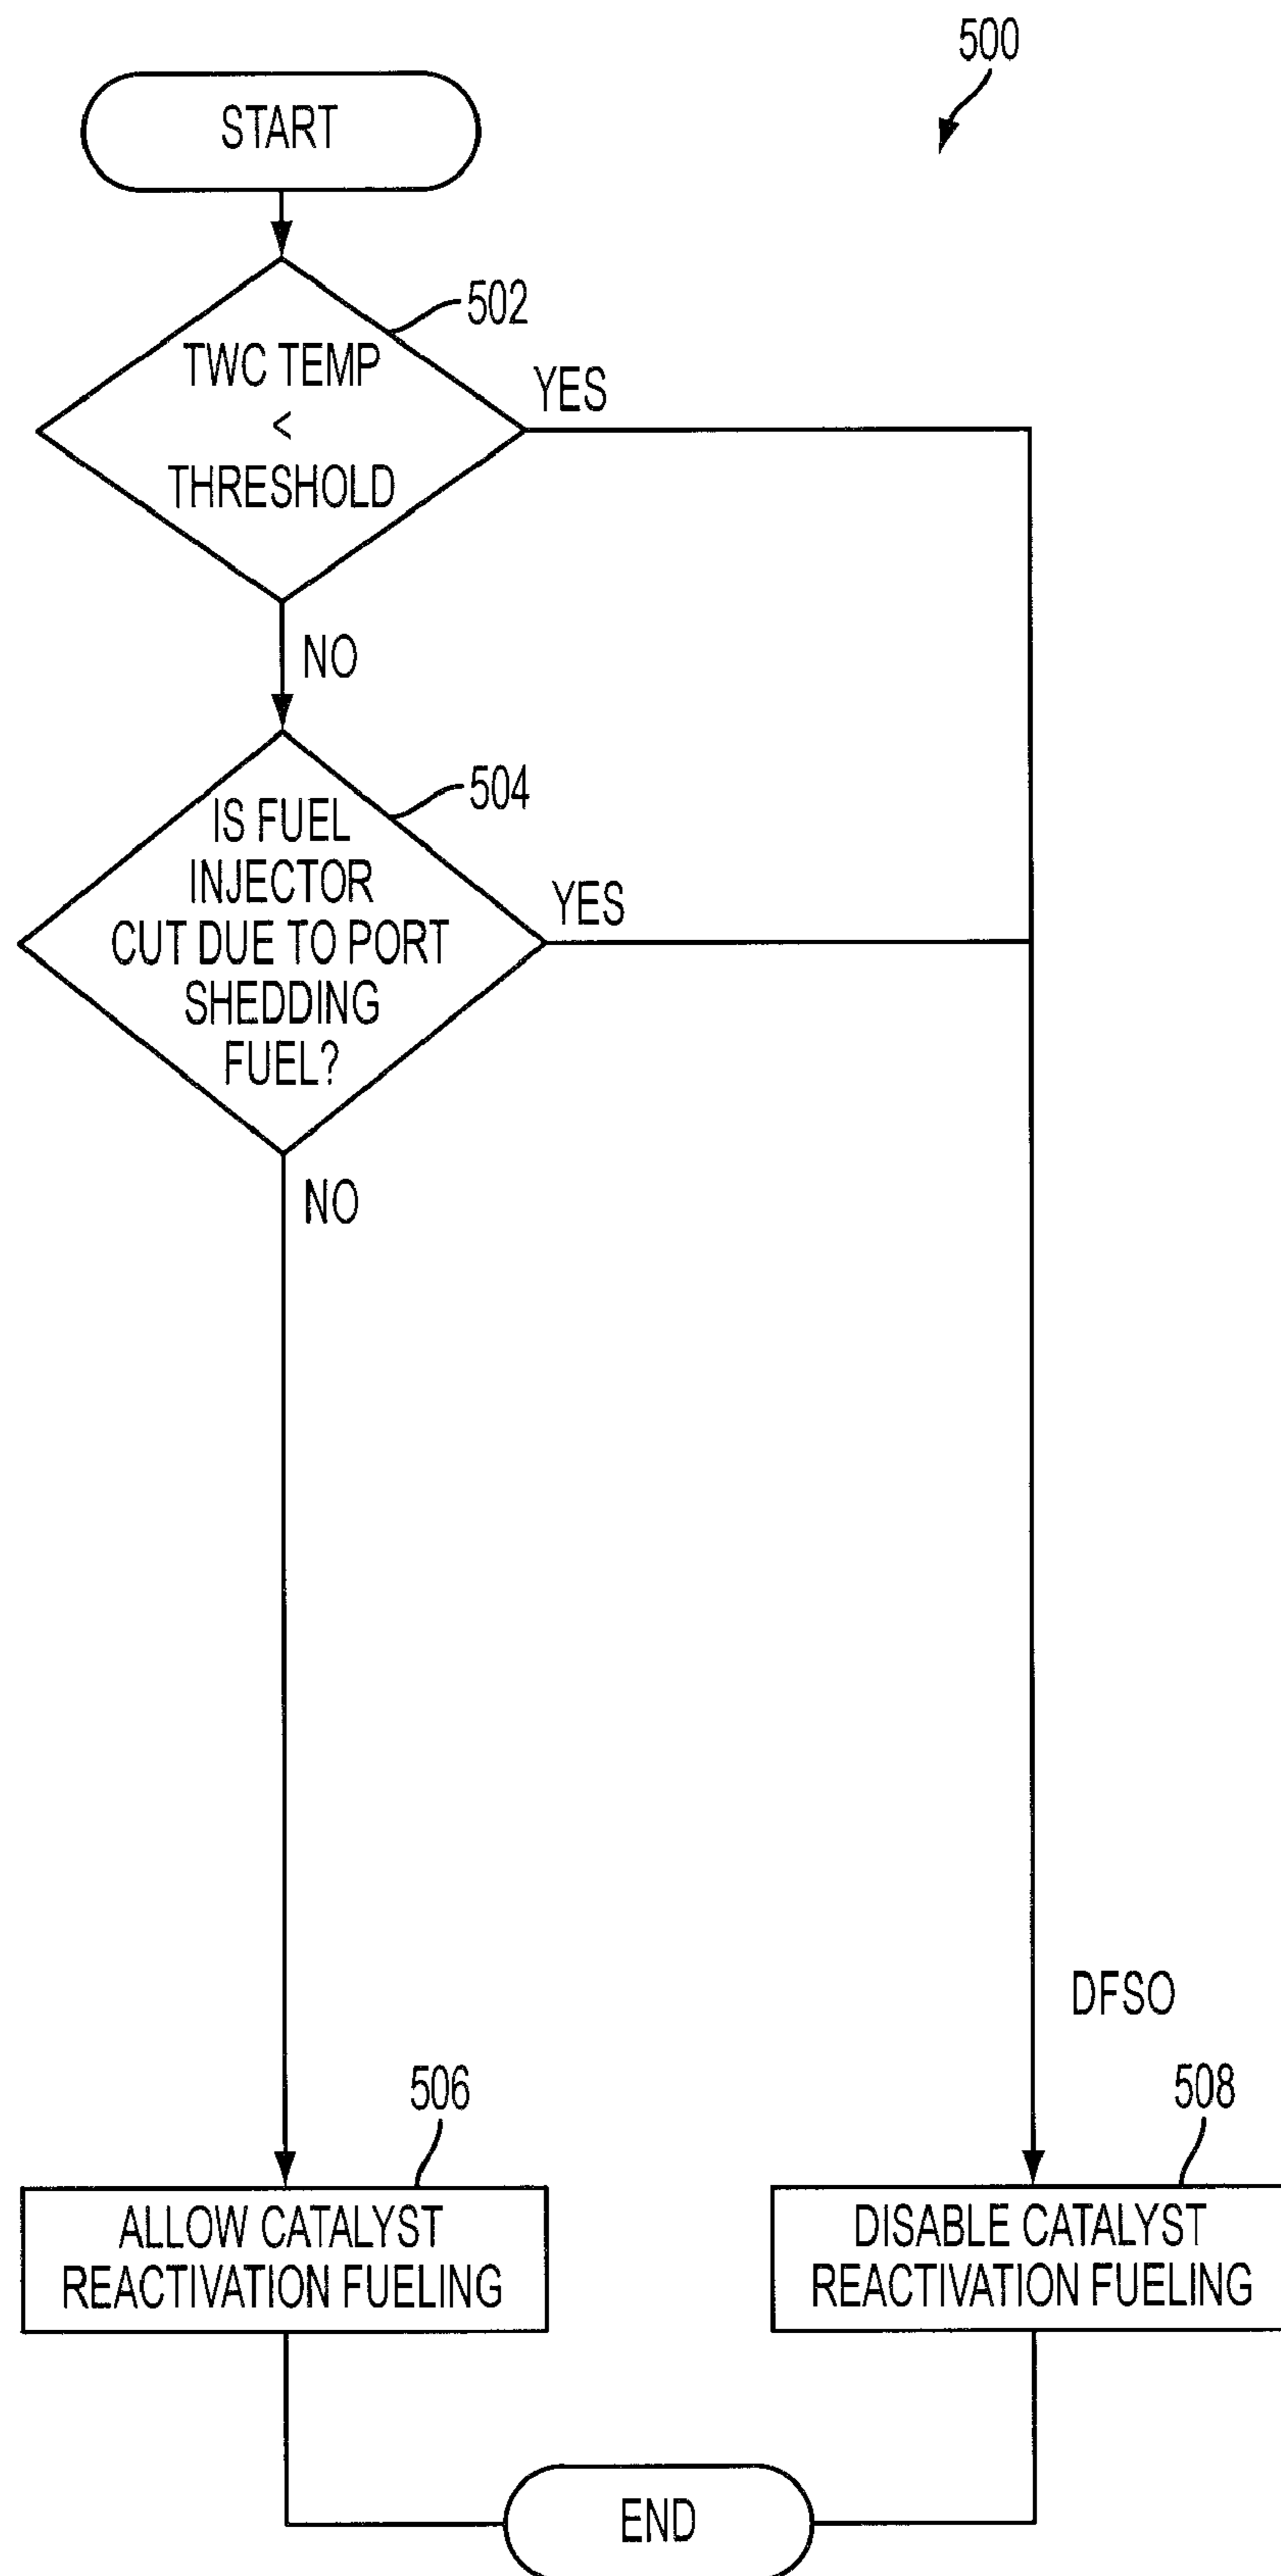 500
START
502
TWC TEMP
<
THRESHOLD
YES
NO
504
IS FUEL
INJECTOR
CUT DUE TO PORT
SHEDDING
FUEL?
YES
NO
DFSO
506
508
ALLOW CATALYST
REACTIVATION FUELING
DISABLE CATALYST
REACTIVATION FUELING
END